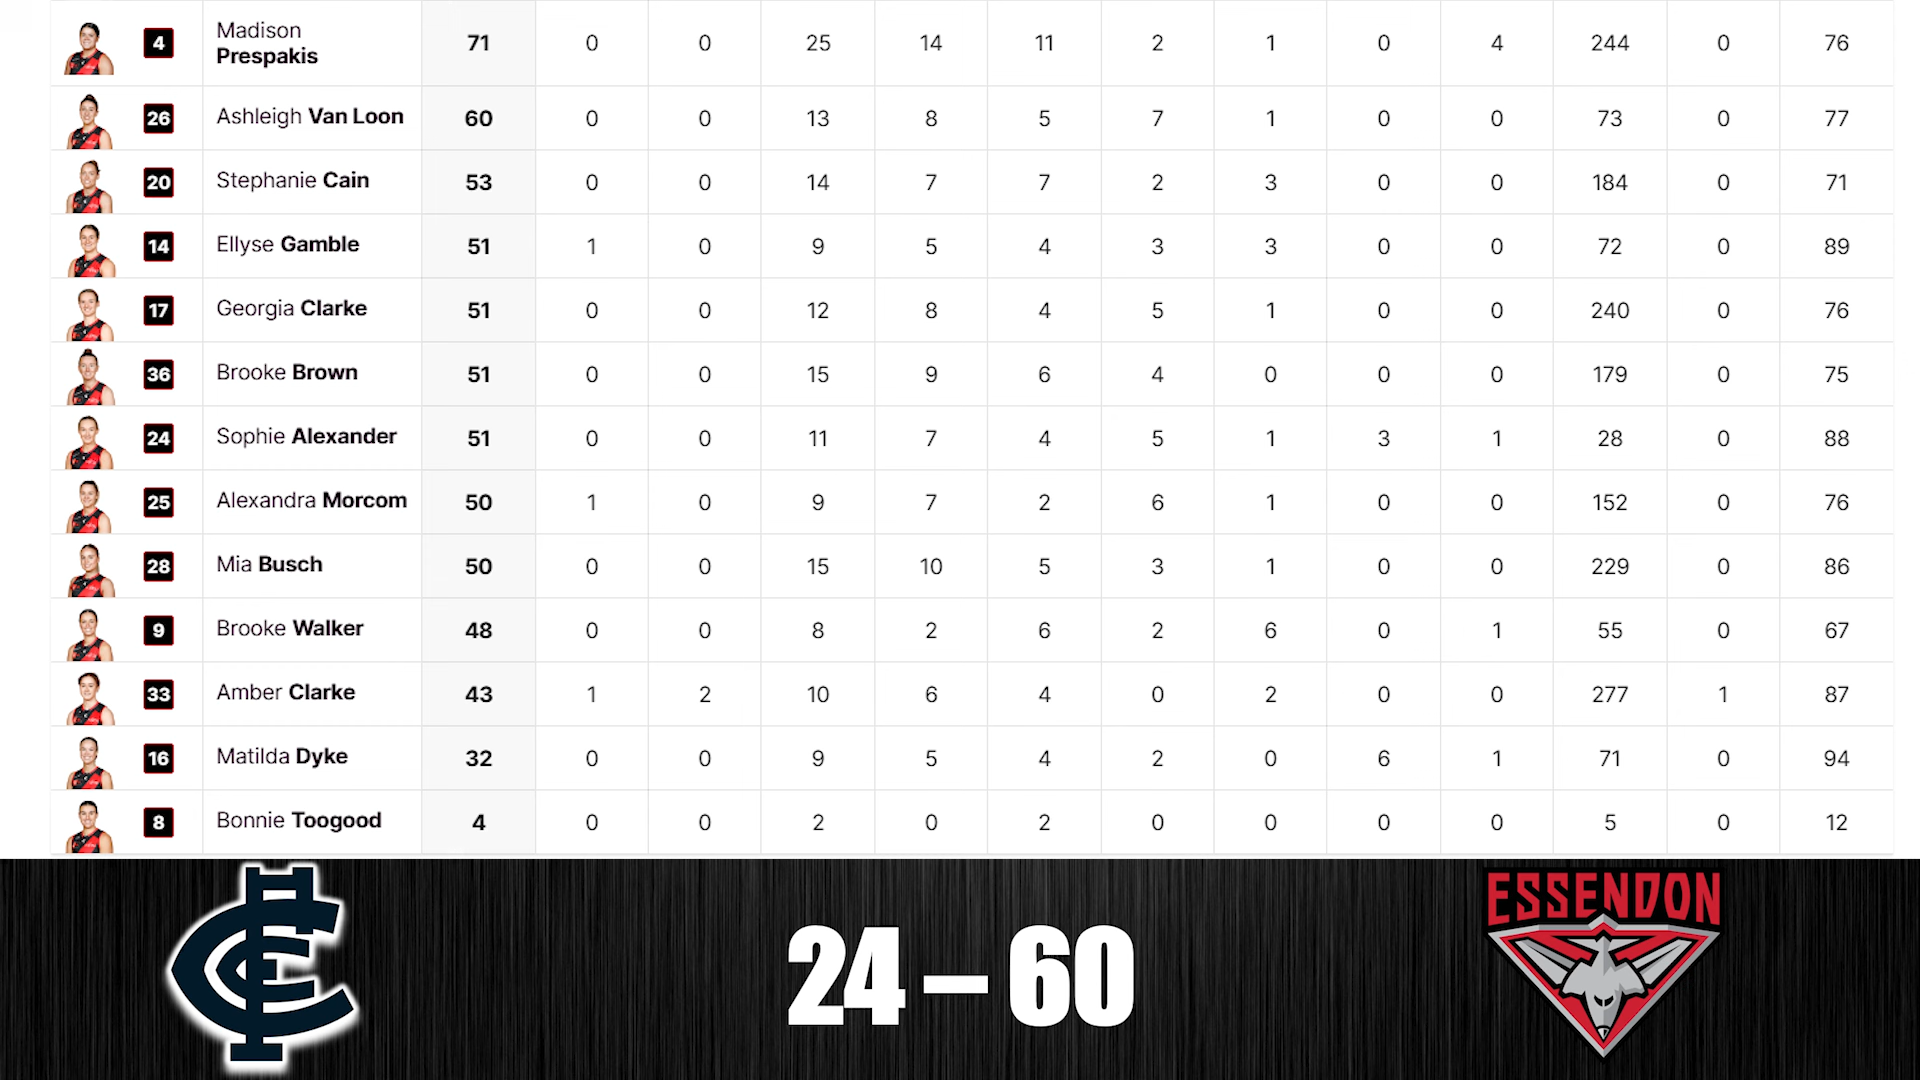 4 Madison Prespakis 71 0 0 25 14 11 2 1 0 4 244 0 76
26 Ashleigh Van Loon 60 0 0 13 8 5 7 1 0 0 73 0 77
20 Stephanie Cain 53 0 0 14 7 7 2 3 0 0 184 0 71
14 Ellyse Gamble 51 1 0 9 5 4 3 3 0 0 72 0 89
17 Georgia Clarke 51 0 0 12 8 4 5 1 0 0 240 0 76
36 Brooke Brown 51 0 0 15 9 6 4 0 0 0 179 0 75
24 Sophie Alexander 51 0 0 11 7 4 5 1 3 1 28 0 88
25 Alexandra Morcom 50 1 0 9 7 2 6 1 0 0 152 0 76
28 Mia Busch 50 0 0 15 10 5 3 1 0 0 229 0 86
9 Brooke Walker 48 0 0 8 2 6 2 6 0 1 55 0 67
33 Amber Clarke 43 1 2 10 6 4 0 2 0 0 277 1 87
16 Matilda Dyke 32 0 0 9 5 4 2 0 6 1 71 0 94
8 Bonnie Toogood 4 0 0 2 0 2 0 0 0 0 5 0 12
CFC
24 – 60
ESSENDON